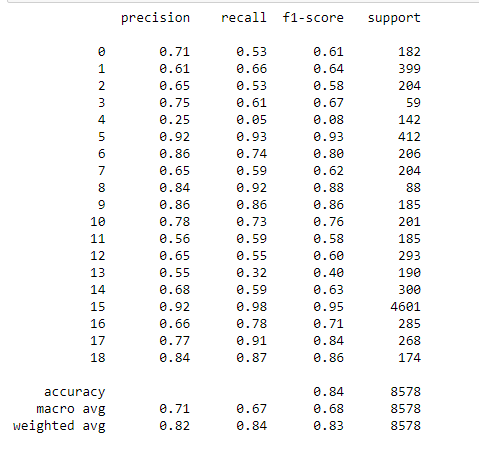 precision recall f1-score support
0 0.71 0.53 0.61 182
1 0.61 0.66 0.64 399
2 0.65 0.53 0.58 204
3 0.75 0.61 0.67 59
4 0.25 0.05 0.08 142
5 0.92 0.93 0.93 412
6 0.86 0.74 0.80 206
7 0.65 0.59 0.62 204
8 0.84 0.92 0.88 88
9 0.86 0.86 0.86 185
10 0.78 0.73 0.76 201
11 0.56 0.59 0.58 185
12 0.65 0.55 0.60 293
13 0.55 0.32 0.40 190
14 0.68 0.59 0.63 300
15 0.92 0.98 0.95 4601
16 0.66 0.78 0.71 285
17 0.77 0.91 0.84 268
18 0.84 0.87 0.86 174
accuracy 0.84 8578
macro avg 0.71 0.67 0.68 8578
weighted avg 0.82 0.84 0.83 8578